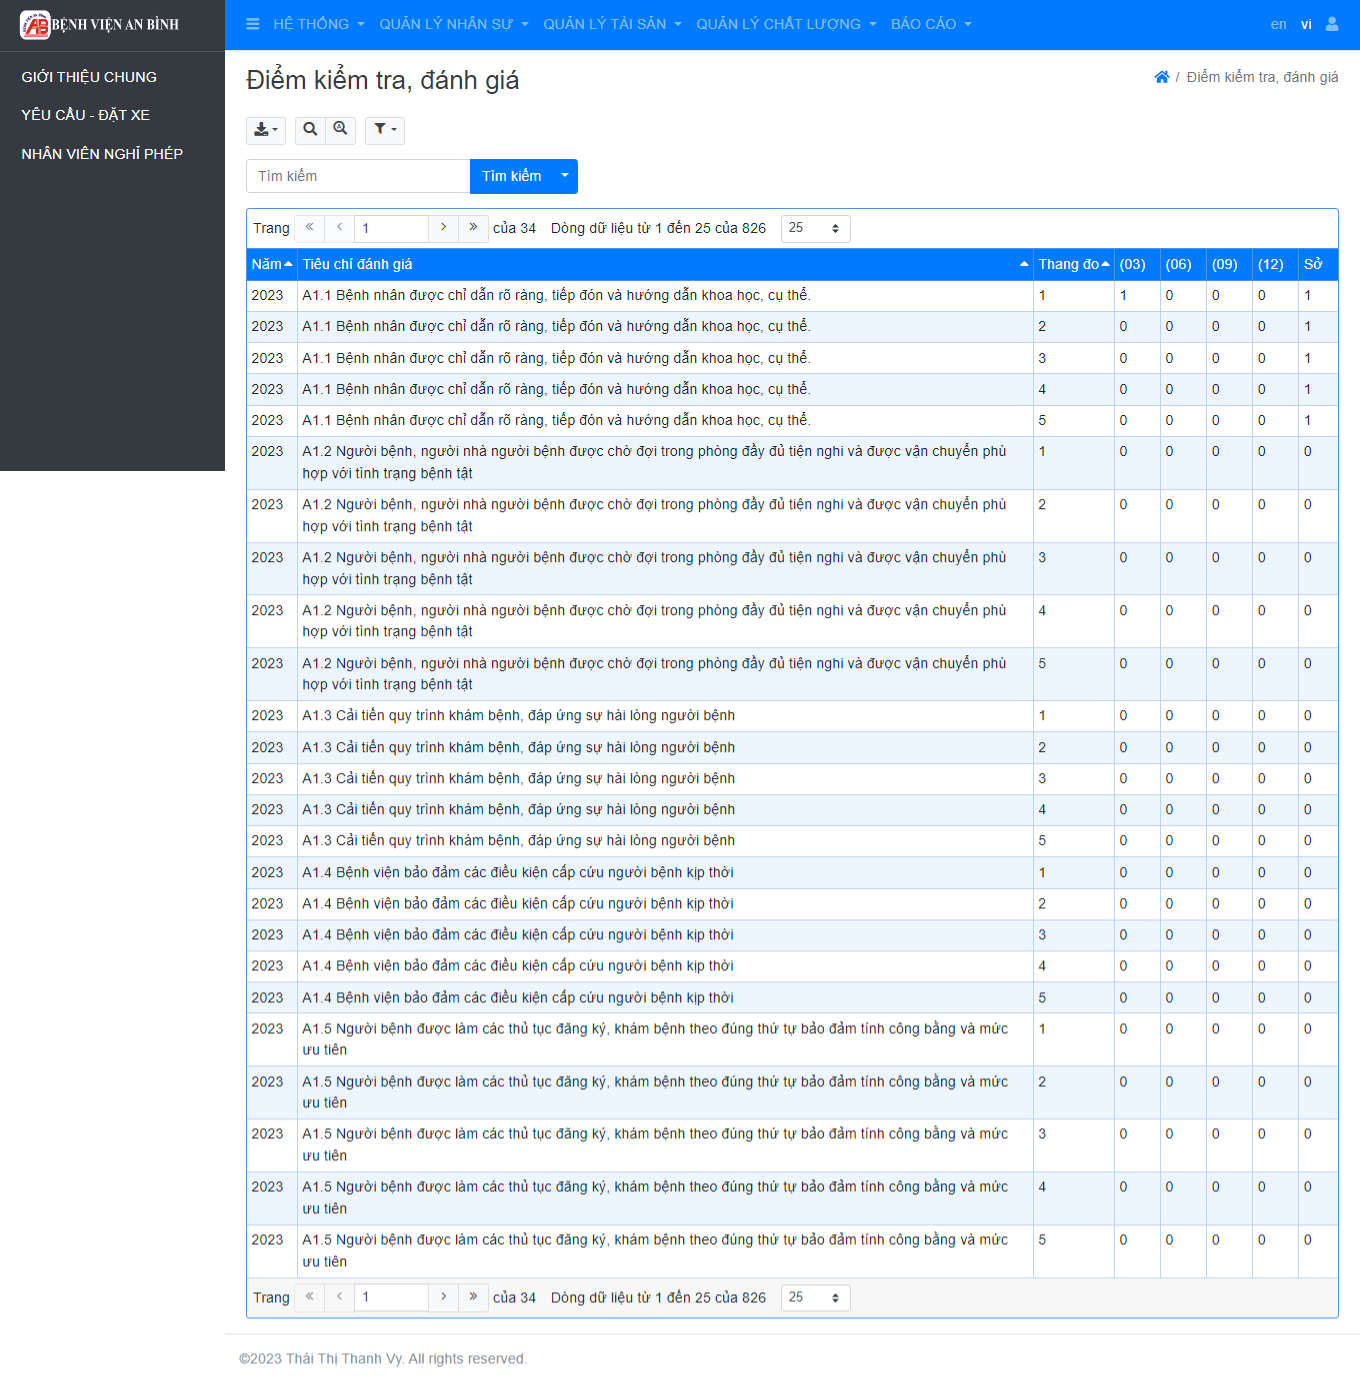 BỆNH VIỆN AN BÌNH
HỆ THỐNG QUẢN LÝ NHÂN SỰ QUẢN LÝ TÀI SẢN QUẢN LÝ CHẤT LƯỢNG BÁO CÁO en vi
GIỚI THIỆU CHUNG
YÊU CẦU - ĐẶT XE
NHÂN VIÊN NGHỈ PHÉP
Điểm kiểm tra, đánh giá
/ Điểm kiểm tra, đánh giá
Tìm kiếm Tìm kiếm
Trang « ‹ 1 › » của 34 Dòng dữ liệu từ 1 đến 25 của 826 25
Năm Tiêu chí đánh giá Thang đo (03) (06) (09) (12) Sở
2023 A1.1 Bệnh nhân được chỉ dẫn rõ ràng, tiếp đón và hướng dẫn khoa học, cụ thể. 1 1 0 0 0 1
2023 A1.1 Bệnh nhân được chỉ dẫn rõ ràng, tiếp đón và hướng dẫn khoa học, cụ thể. 2 0 0 0 0 1
2023 A1.1 Bệnh nhân được chỉ dẫn rõ ràng, tiếp đón và hướng dẫn khoa học, cụ thể. 3 0 0 0 0 1
2023 A1.1 Bệnh nhân được chỉ dẫn rõ ràng, tiếp đón và hướng dẫn khoa học, cụ thể. 4 0 0 0 0 1
2023 A1.1 Bệnh nhân được chỉ dẫn rõ ràng, tiếp đón và hướng dẫn khoa học, cụ thể. 5 0 0 0 0 1
2023 A1.2 Người bệnh, người nhà người bệnh được chờ đợi trong phòng đầy đủ tiện nghi và được vận chuyển phù 1 0 0 0 0 0
hợp với tình trạng bệnh tật
2023 A1.2 Người bệnh, người nhà người bệnh được chờ đợi trong phòng đầy đủ tiện nghi và được vận chuyển phù 2 0 0 0 0 0
hợp với tình trạng bệnh tật
2023 A1.2 Người bệnh, người nhà người bệnh được chờ đợi trong phòng đầy đủ tiện nghi và được vận chuyển phù 3 0 0 0 0 0
hợp với tình trạng bệnh tật
2023 A1.2 Người bệnh, người nhà người bệnh được chờ đợi trong phòng đầy đủ tiện nghi và được vận chuyển phù 4 0 0 0 0 0
hợp với tình trạng bệnh tật
2023 A1.2 Người bệnh, người nhà người bệnh được chờ đợi trong phòng đầy đủ tiện nghi và được vận chuyển phù 5 0 0 0 0 0
hợp với tình trạng bệnh tật
2023 A1.3 Cải tiến quy trình khám bệnh, đáp ứng sự hài lòng người bệnh 1 0 0 0 0 0
2023 A1.3 Cải tiến quy trình khám bệnh, đáp ứng sự hài lòng người bệnh 2 0 0 0 0 0
2023 A1.3 Cải tiến quy trình khám bệnh, đáp ứng sự hài lòng người bệnh 3 0 0 0 0 0
2023 A1.3 Cải tiến quy trình khám bệnh, đáp ứng sự hài lòng người bệnh 4 0 0 0 0 0
2023 A1.3 Cải tiến quy trình khám bệnh, đáp ứng sự hài lòng người bệnh 5 0 0 0 0 0
2023 A1.4 Bệnh viện bảo đảm các điều kiện cấp cứu người bệnh kịp thời 1 0 0 0 0 0
2023 A1.4 Bệnh viện bảo đảm các điều kiện cấp cứu người bệnh kịp thời 2 0 0 0 0 0
2023 A1.4 Bệnh viện bảo đảm các điều kiện cấp cứu người bệnh kịp thời 3 0 0 0 0 0
2023 A1.4 Bệnh viện bảo đảm các điều kiện cấp cứu người bệnh kịp thời 4 0 0 0 0 0
2023 A1.4 Bệnh viện bảo đảm các điều kiện cấp cứu người bệnh kịp thời 5 0 0 0 0 0
2023 A1.5 Người bệnh được làm các thủ tục đăng ký, khám bệnh theo đúng thứ tự bảo đảm tính công bằng và mức 1 0 0 0 0 0
ưu tiên
2023 A1.5 Người bệnh được làm các thủ tục đăng ký, khám bệnh theo đúng thứ tự bảo đảm tính công bằng và mức 2 0 0 0 0 0
ưu tiên
2023 A1.5 Người bệnh được làm các thủ tục đăng ký, khám bệnh theo đúng thứ tự bảo đảm tính công bằng và mức 3 0 0 0 0 0
ưu tiên
2023 A1.5 Người bệnh được làm các thủ tục đăng ký, khám bệnh theo đúng thứ tự bảo đảm tính công bằng và mức 4 0 0 0 0 0
ưu tiên
2023 A1.5 Người bệnh được làm các thủ tục đăng ký, khám bệnh theo đúng thứ tự bảo đảm tính công bằng và mức 5 0 0 0 0 0
ưu tiên
Trang « ‹ 1 › » của 34 Dòng dữ liệu từ 1 đến 25 của 826 25
©2023 Thái Thị Thanh Vy. All rights reserved.